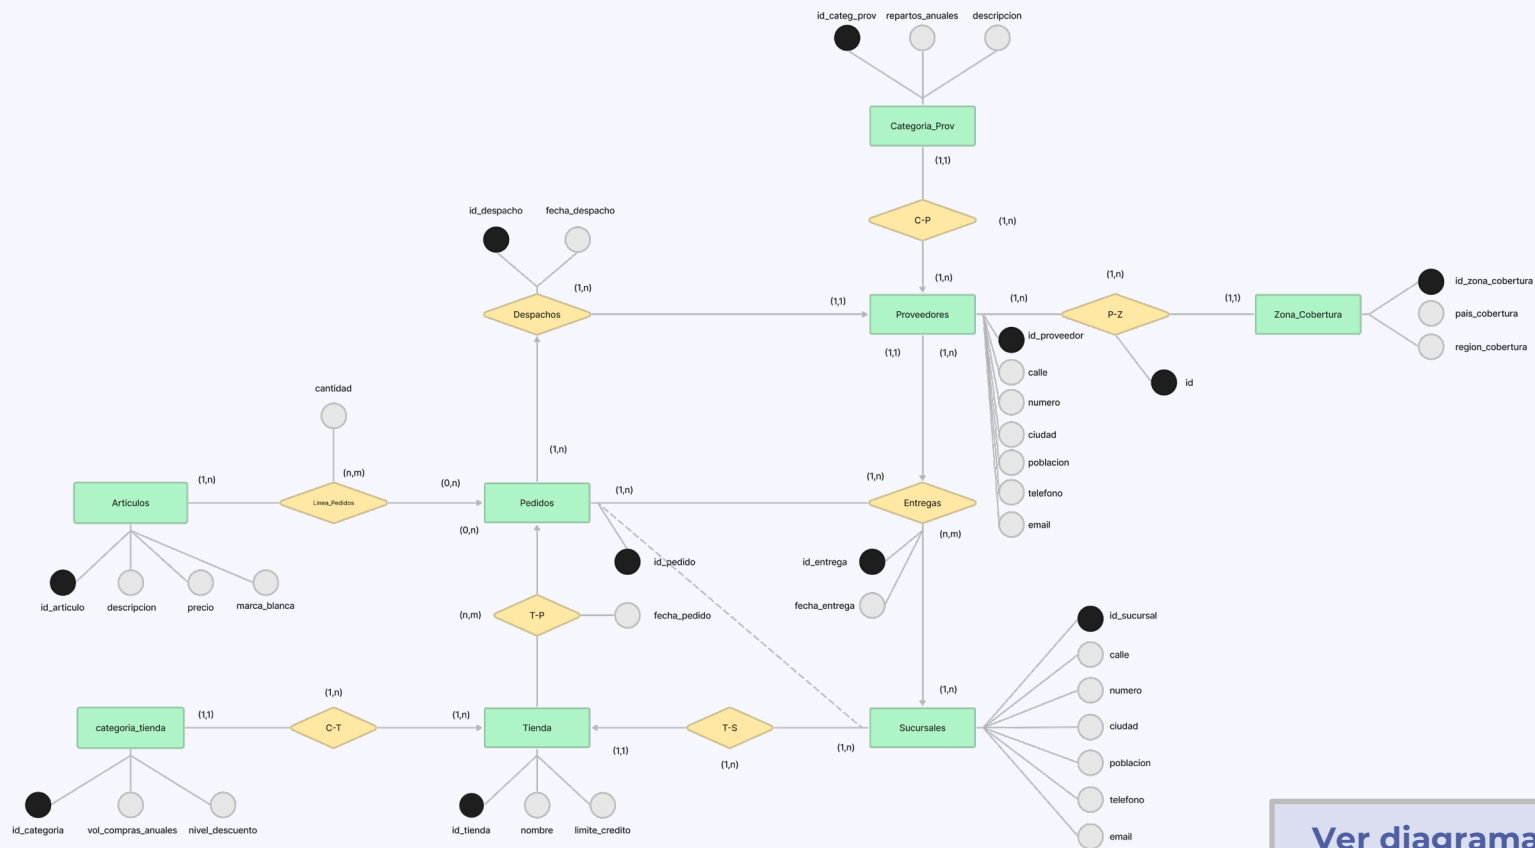 id_categ_prov repartos_anuales descripcion
Categoria_Prov
(1,1)
C-P (1,n)
(1,n)
id_despacho fecha_despacho
(1,n)
Despachos
(1,1)
Proveedores
(1,n)
(1,n)
P-Z
(1,1)
Zona_Cobertura
id_zona_cobertura
pais_cobertura
region_cobertura
(1,1) (1,n)
id_proveedor
calle
numero
ciudad
poblacion
telefono
email
id
cantidad
(n,m)
(1,n)
Articulos
Linea_Pedidos
(0,n)
(1,n)
Pedidos
(1,n)
(0,n)
(1,n)
Entregas
(n,m)
id_articulo descripcion precio marca_blanca
id_pedido
id_entrega
fecha_entrega
(n,m)
T-P
fecha_pedido
id_sucursal
calle
numero
ciudad
poblacion
telefono
email
(1,n)
(1,1)
categoria_tienda
C-T
(1,n)
Tienda
(1,1)
T-S
(1,n)
(1,n)
(1,n)
Sucursales
id_categoria vol_compras_anuales nivel_descuento
id_tienda nombre limite_credito
Ver diagrama